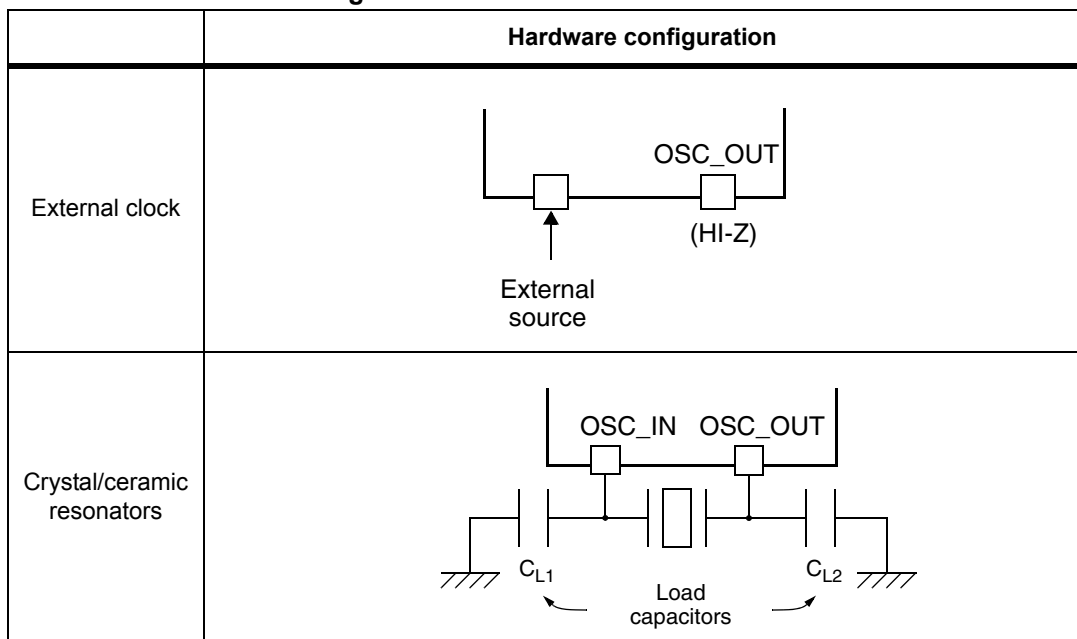 Hardware configuration
External clock
OSC_OUT
(HI-Z)
External
source
Crystal/ceramic
resonators
OSC_IN OSC_OUT
CL1
CL2
Load
capacitors